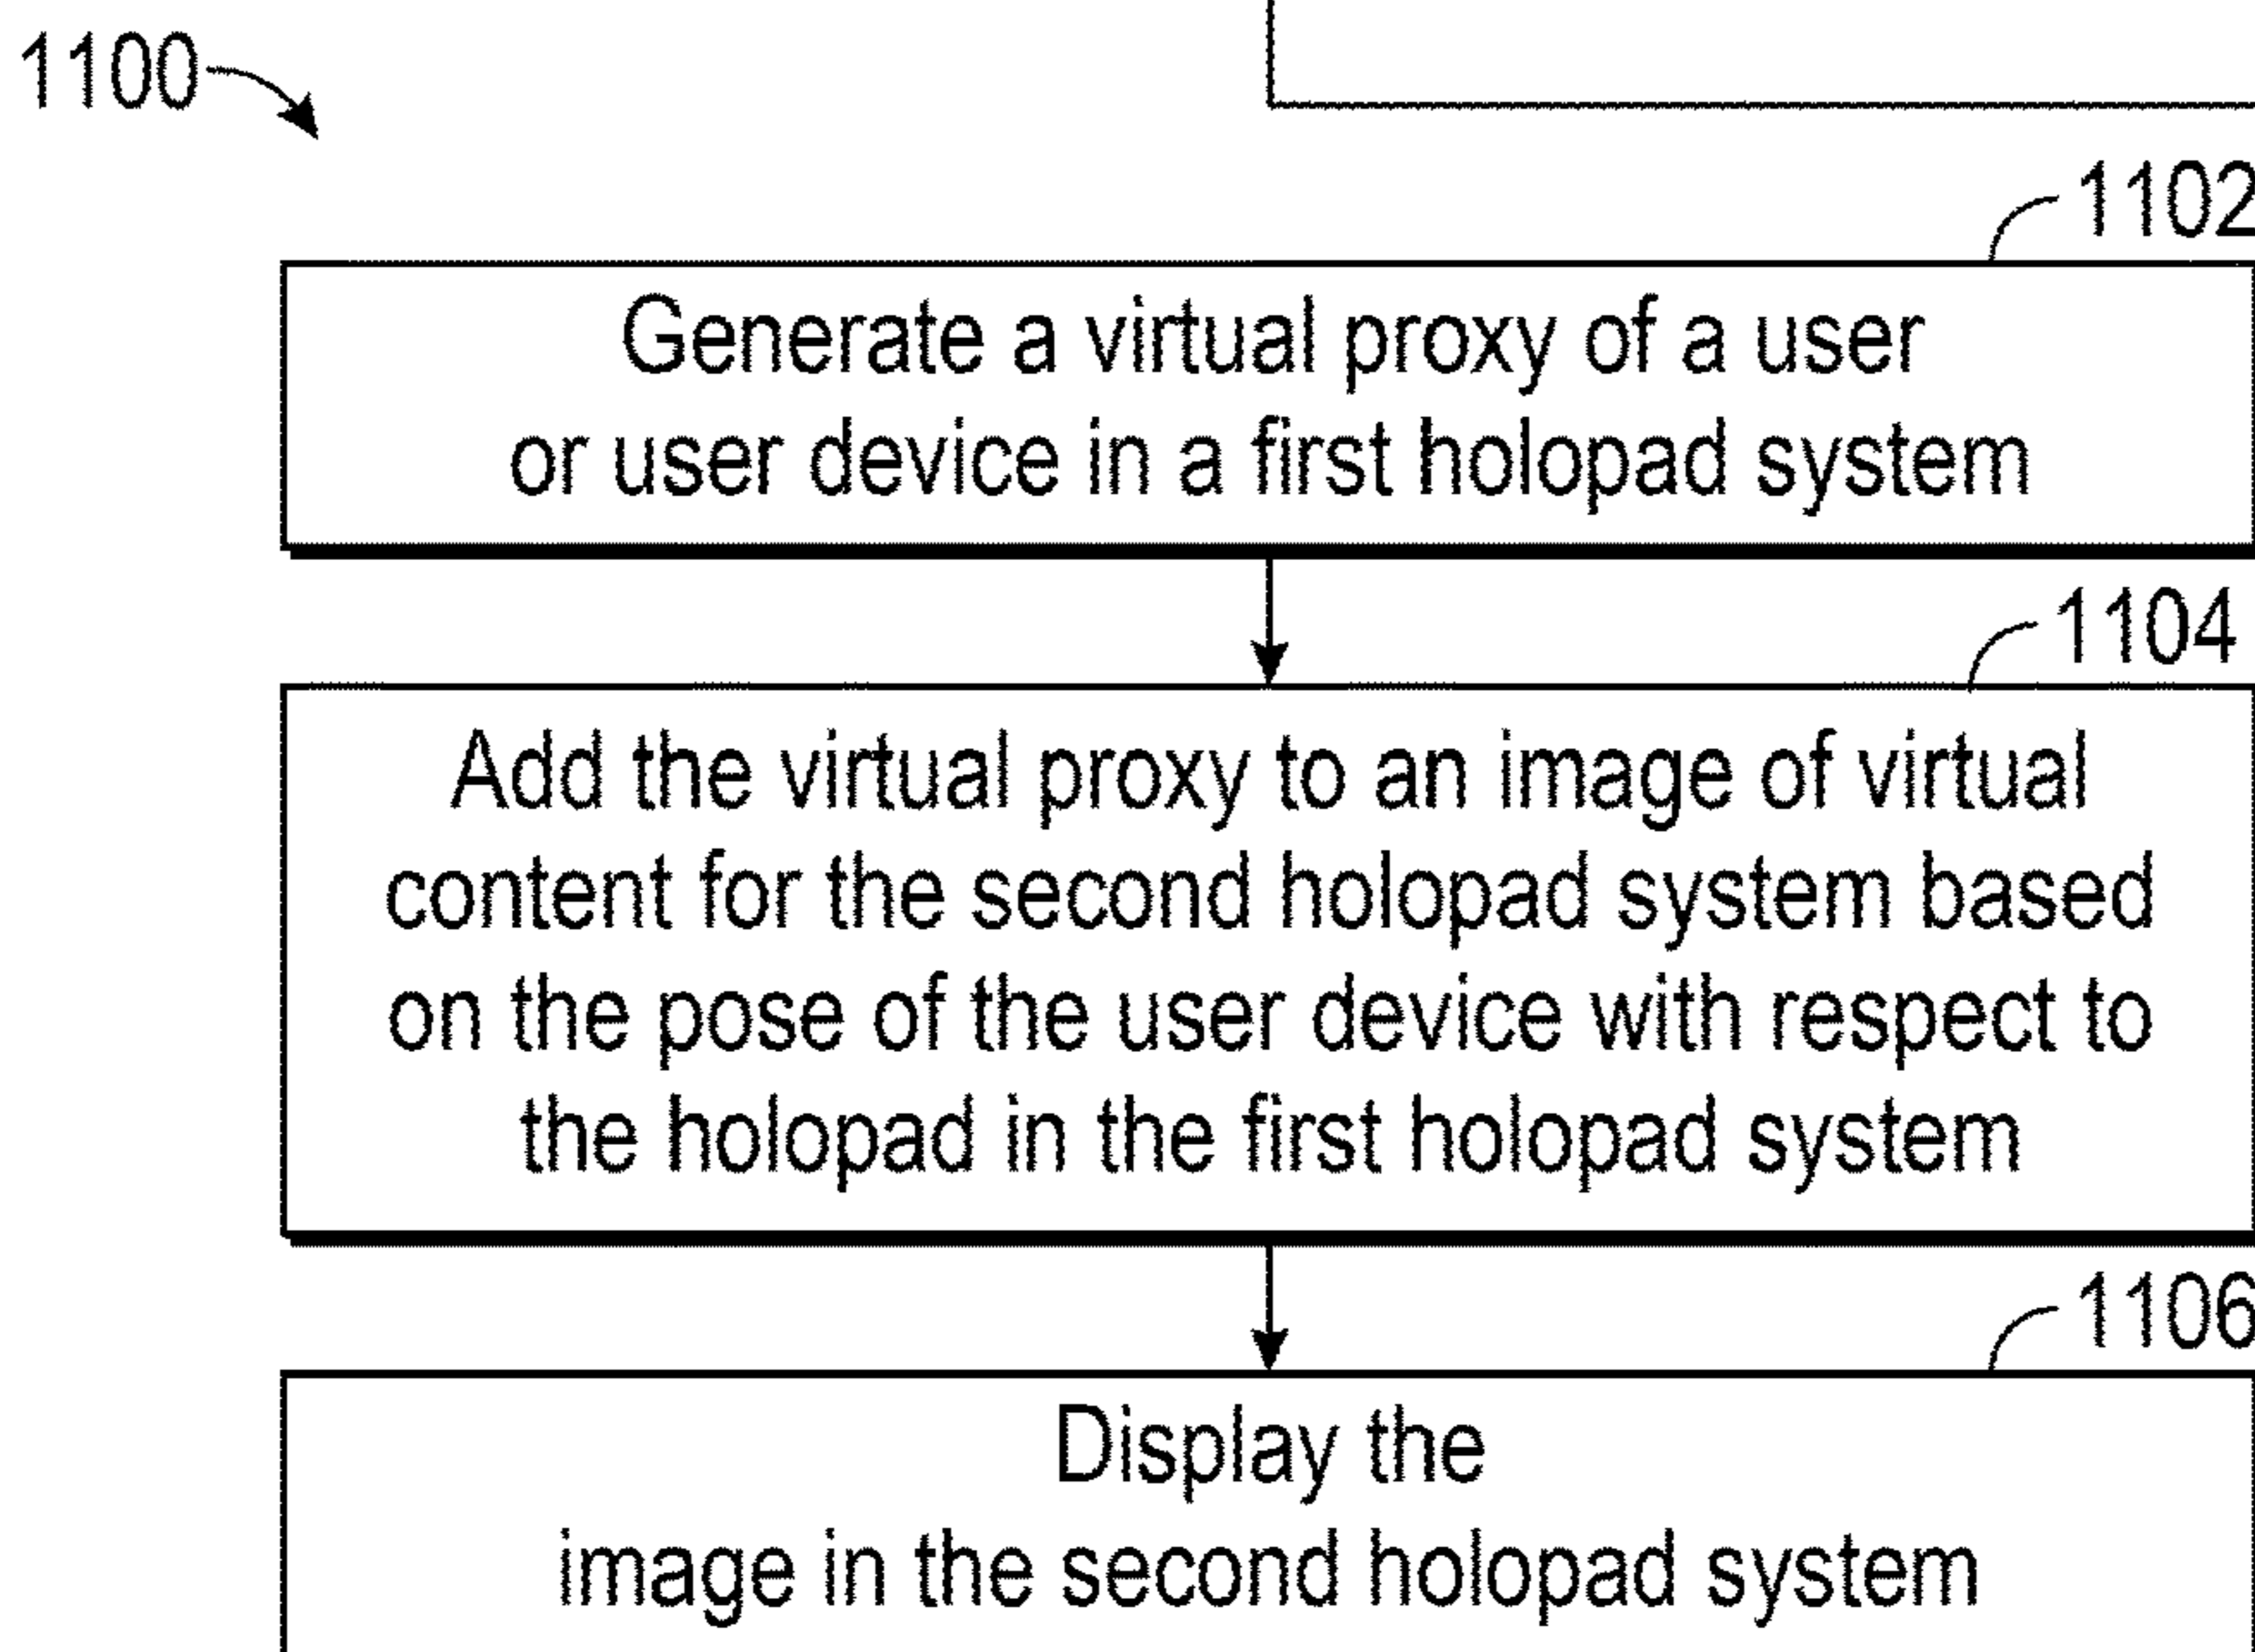 1100
1102
Generate a virtual proxy of a user
or user device in a first holopad system
1104
Add the virtual proxy to an image of virtual
content for the second holopad system based
on the pose of the user device with respect to
the holopad in the first holopad system
1106
Display the
image in the second holopad system